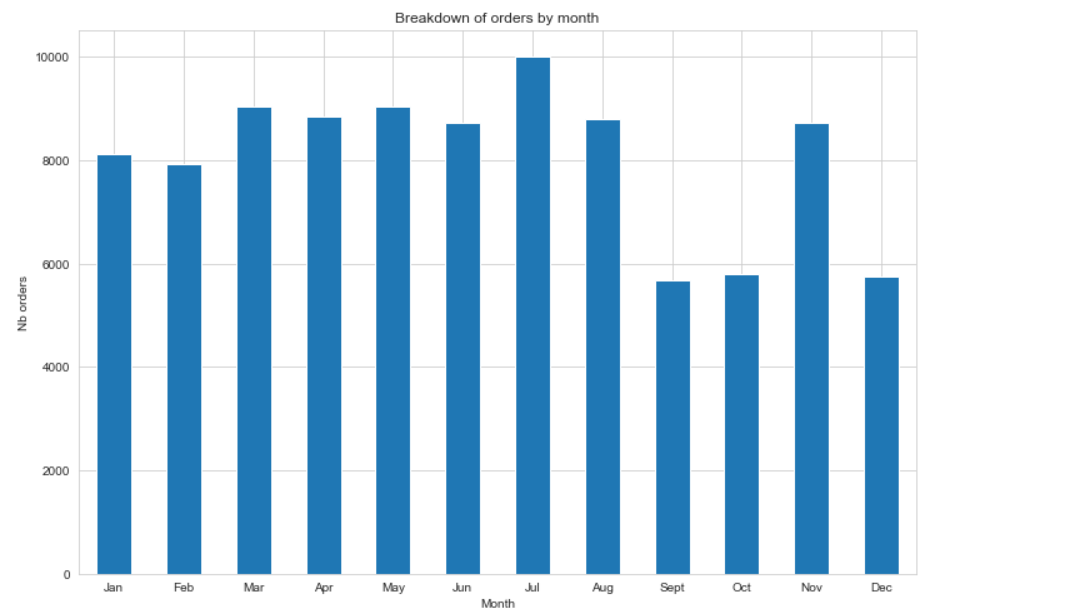 Breakdown of orders by month
10000
8000
6000
4000
2000
0
Nb orders
Jan Feb Mar Apr May Jun Jul Aug Sept Oct Nov Dec
Month